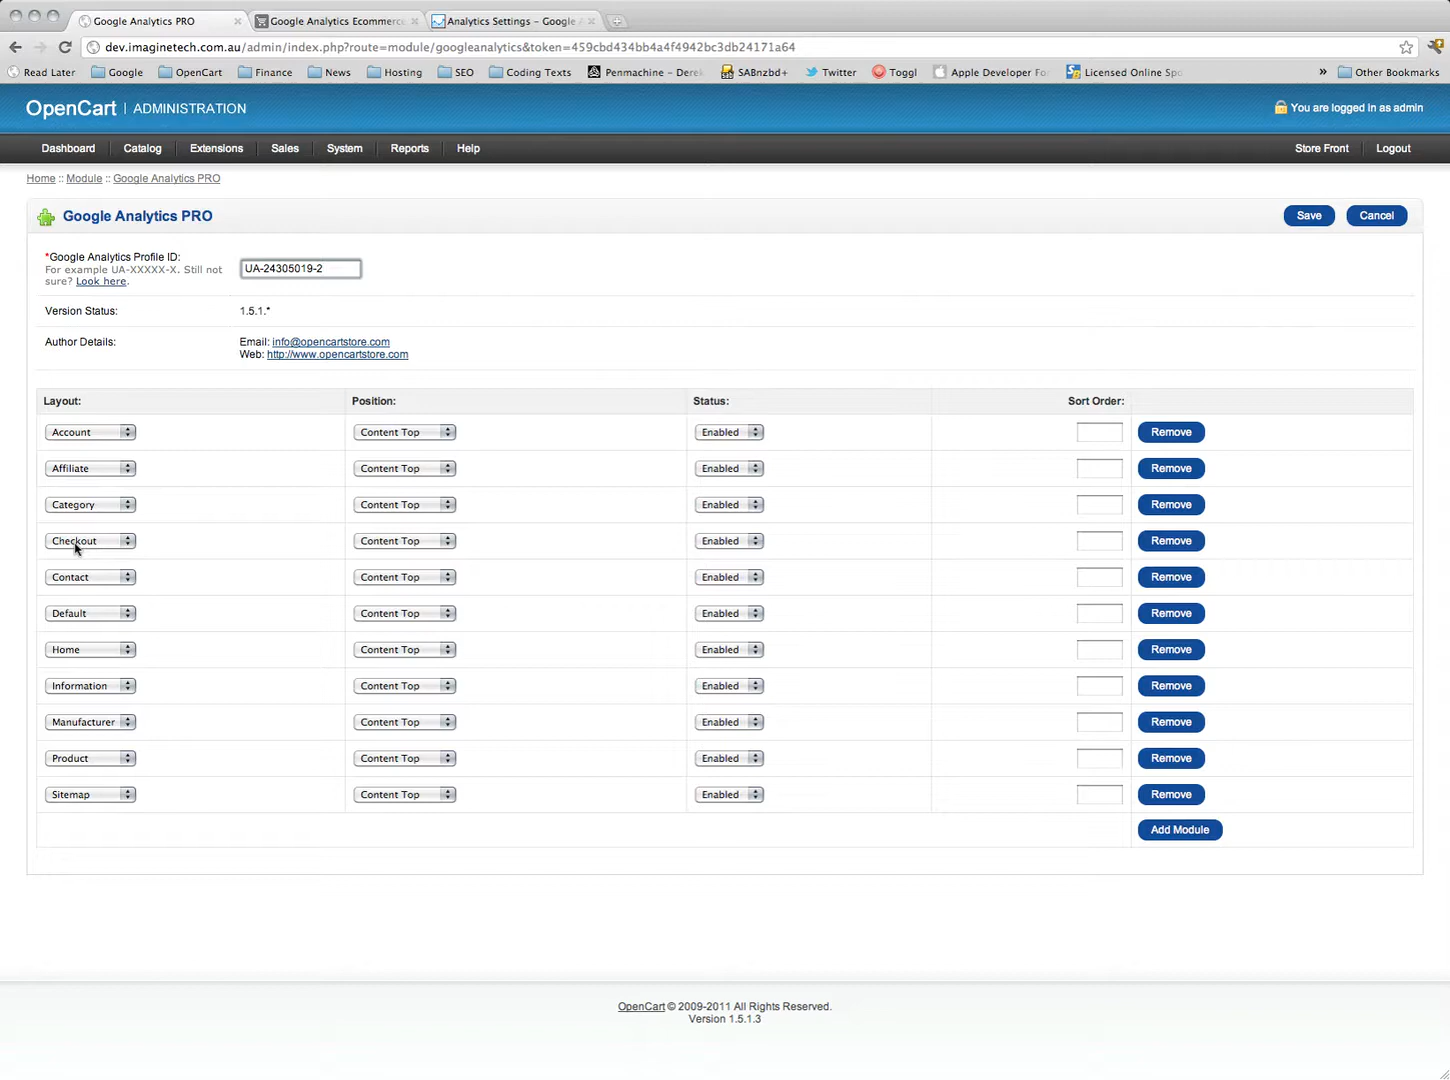 Google Analytics PRO
Google Analytics Ecommerc
Analytics Settings – Google
dev.imaginetech.com.au/admin/index.php?route=module/googleanalytics&token=459cbd434bb4a4f4942bc3db24171a64
Read Later Google OpenCart Finance News Hosting SEO Coding Texts Penmachine – Derek SABnzbd+ Twitter Toggl Apple Developer Fo Licensed Online Spo » Other Bookmarks
OpenCart | ADMINISTRATION
You are logged in as admin
Dashboard Catalog Extensions Sales System Reports Help Store Front Logout
Home :: Module :: Google Analytics PRO
Google Analytics PRO
Save Cancel
*Google Analytics Profile ID:
For example UA-XXXXX-X. Still not
sure? Look here.
UA-24305019-2
Version Status: 1.5.1.*
Author Details: Email: info@opencartstore.com
Web: http://www.opencartstore.com
Layout: Position: Status: Sort Order:
Account Content Top Enabled Remove
Affiliate Content Top Enabled Remove
Category Content Top Enabled Remove
Checkout Content Top Enabled Remove
Contact Content Top Enabled Remove
Default Content Top Enabled Remove
Home Content Top Enabled Remove
Information Content Top Enabled Remove
Manufacturer Content Top Enabled Remove
Product Content Top Enabled Remove
Sitemap Content Top Enabled Remove
Add Module
OpenCart © 2009-2011 All Rights Reserved.
Version 1.5.1.3